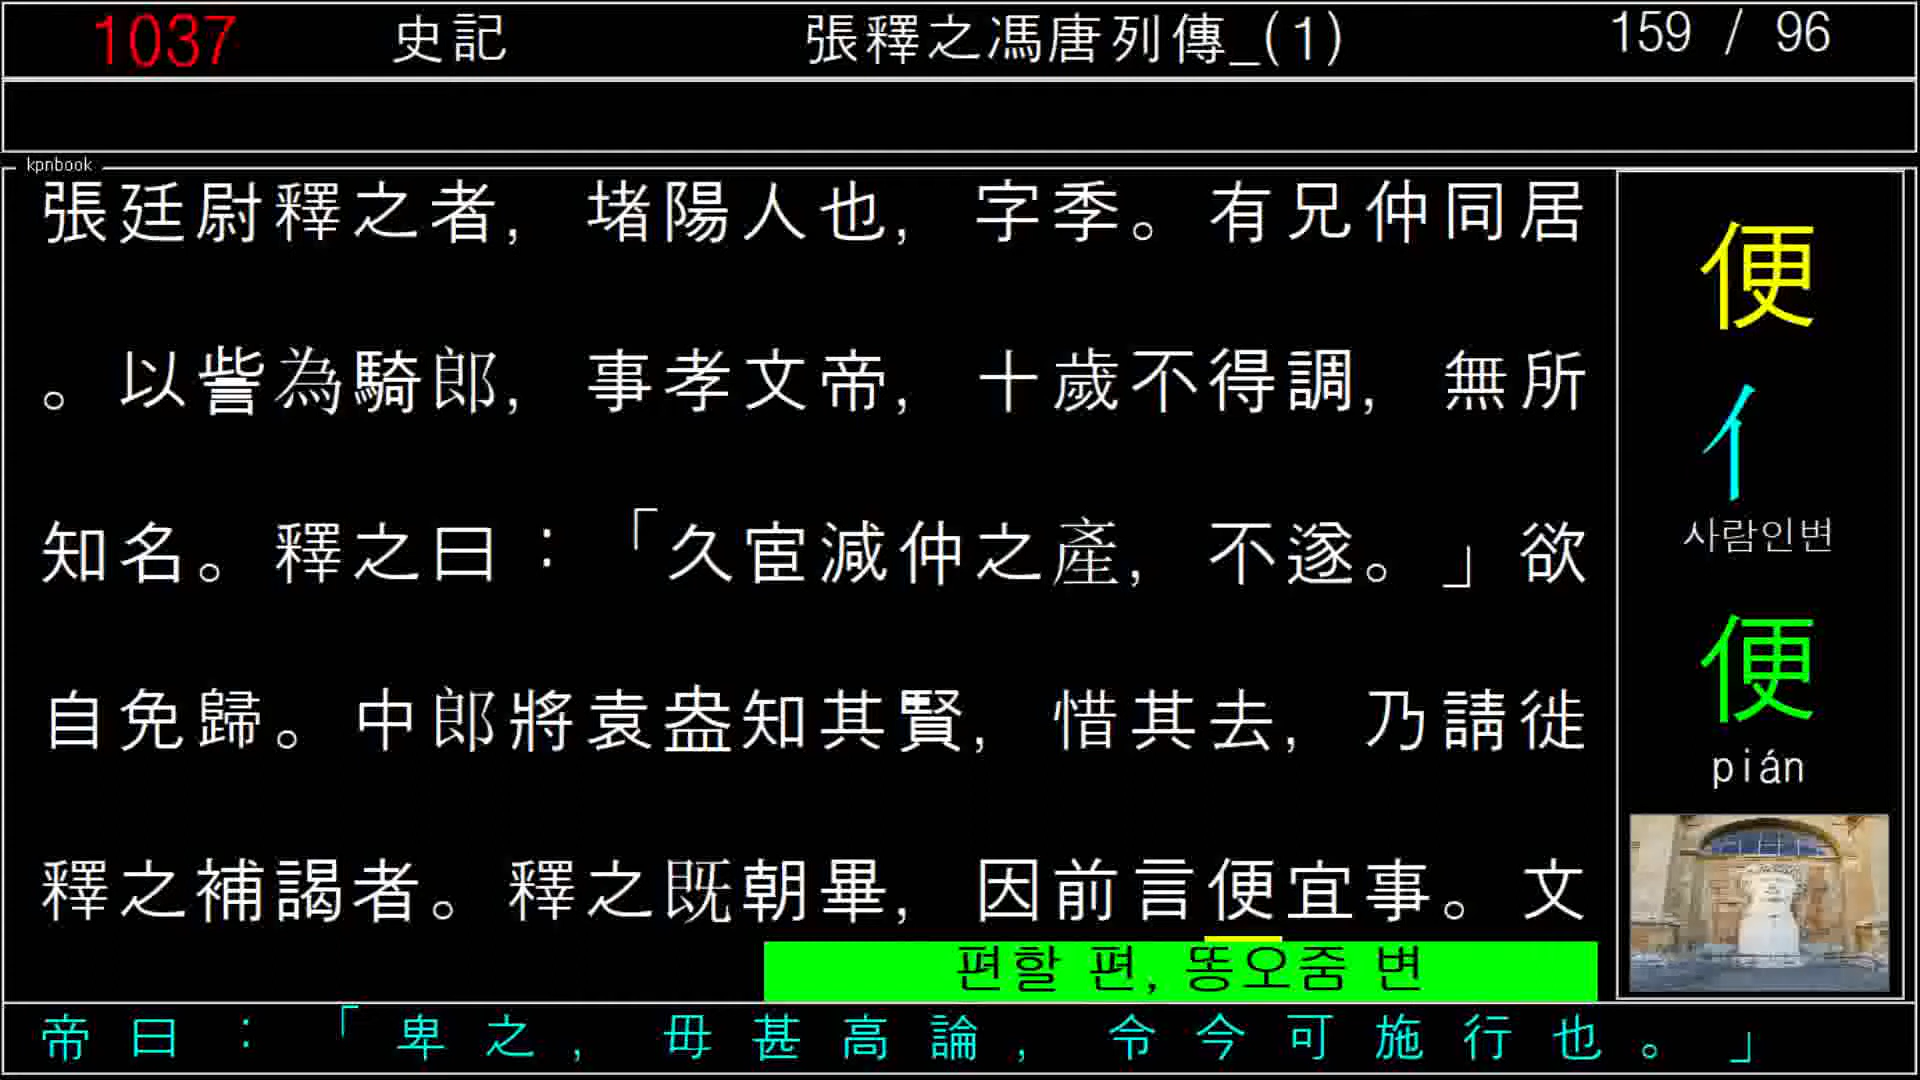 1037 史記 張釋之馮唐列傳_(1) 159 / 96
kpnbook
張廷尉釋之者, 堵陽人也, 字季。有兄仲同居
。以訾為騎郎, 事孝文帝, 十歲不得調, 無所
知名。釋之曰：「久宦減仲之產, 不遂。」欲
自免歸。中郎將袁盎知其賢, 惜其去, 乃請徙
釋之補謁者。釋之既朝畢, 因前言便宜事。文
편할 편, 똥오줌 변
帝曰：「卑之, 毋甚高論, 令今可施行也。」
便
亻
사람인변
便
pián